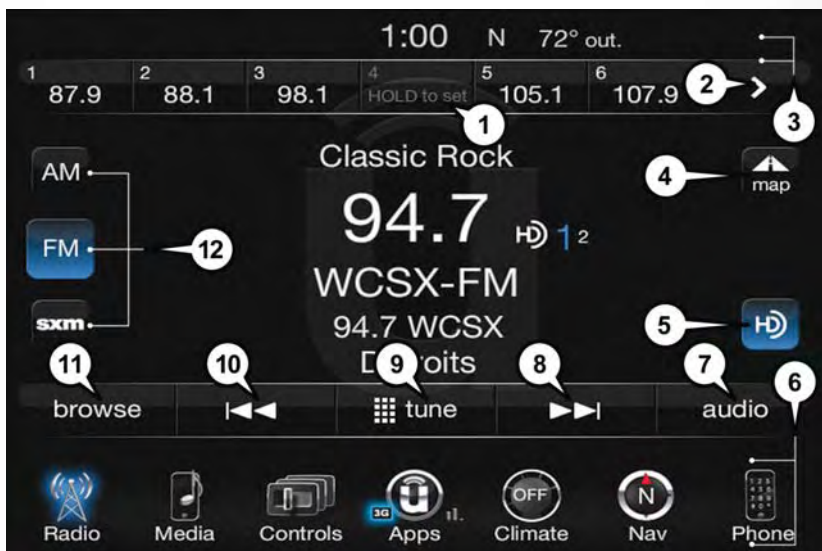 1:00 N 72° out.
1 2 3 4 5 6
87.9 88.1 98.1 HOLD to set 105.1 107.9 2
1 3
Classic Rock
AM 4 map
94.7 HD 1 2
FM 12
WCSX-FM
sxm 94.7 WCSX 5 HD
11 10 9 8 7 6
browse tune audio
3G OFF N
Radio Media Controls Apps Climate Nav Phone